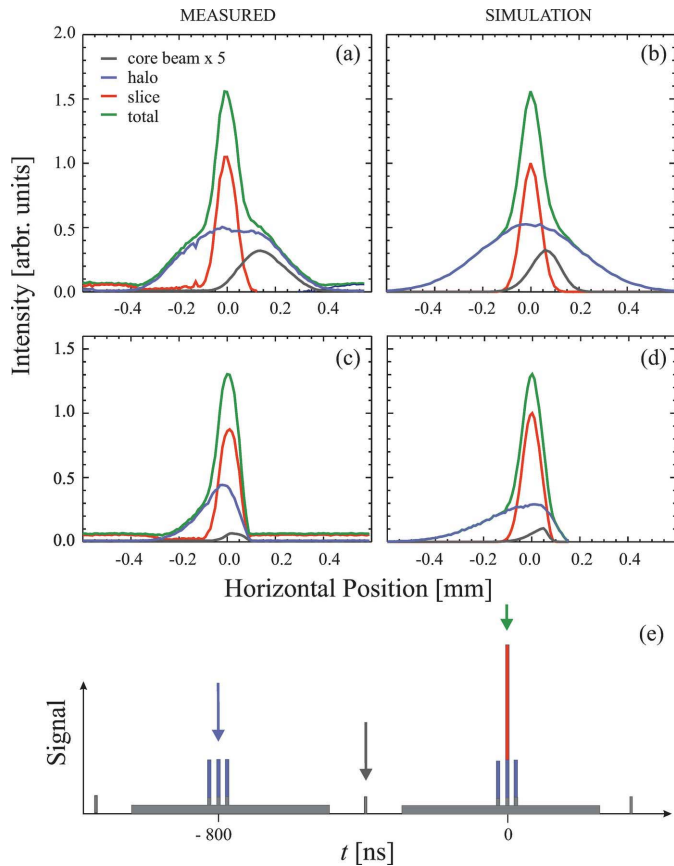 MEASURED
SIMULATION
2.0
1.5
1.0
0.5
0.0
core beam x 5
halo
slice
total
(a)
(b)
-0.4 -0.2 0.0 0.2 0.4
-0.4 -0.2 0.0 0.2 0.4
Intensity [arbr. units]
1.5
1.0
0.5
0.0
(c)
(d)
-0.4 -0.2 0.0 0.2 0.4
-0.4 -0.2 0.0 0.2 0.4
Horizontal Position [mm]
(e)
Signal
- 800
0
t [ns]